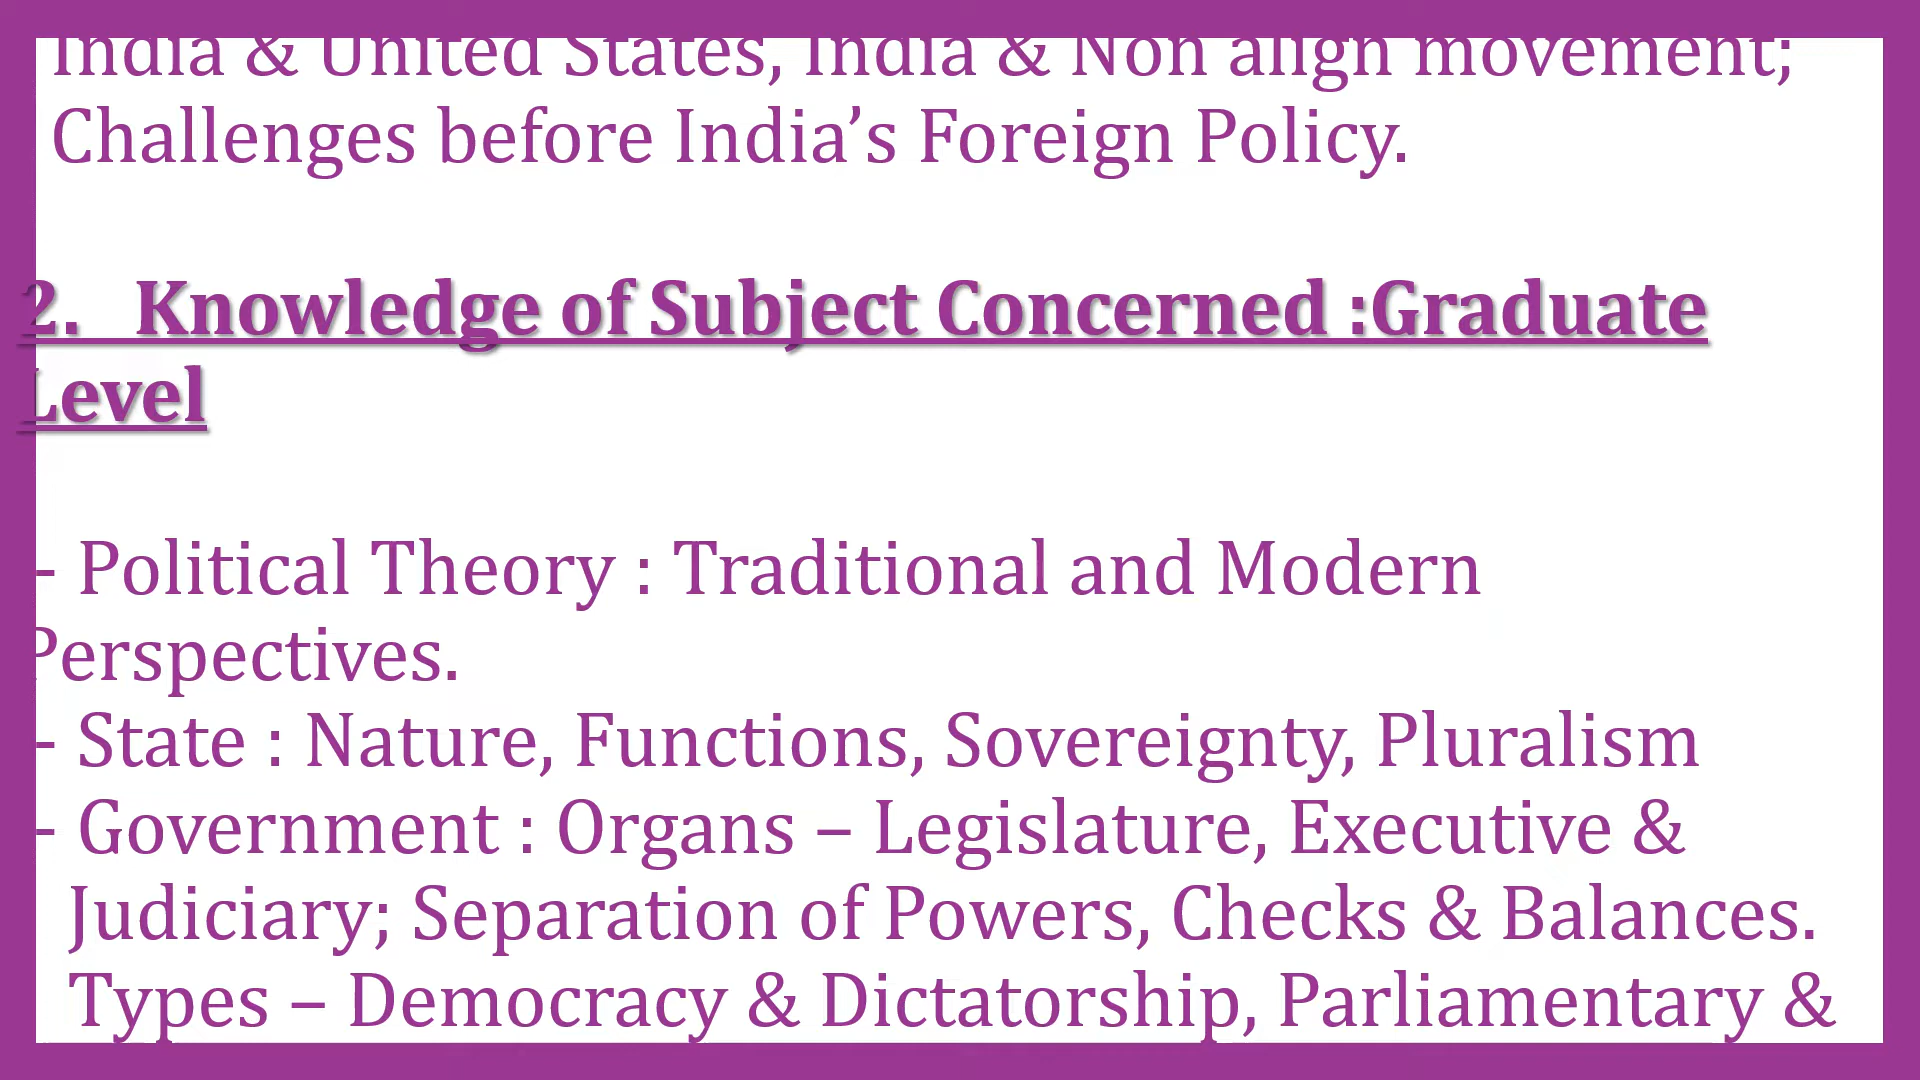 India & United States, India & Non align movement;
Challenges before India’s Foreign Policy.
2. Knowledge of Subject Concerned :Graduate
Level
- Political Theory : Traditional and Modern
Perspectives.
- State : Nature, Functions, Sovereignty, Pluralism
- Government : Organs – Legislature, Executive &
Judiciary; Separation of Powers, Checks & Balances.
Types – Democracy & Dictatorship, Parliamentary &